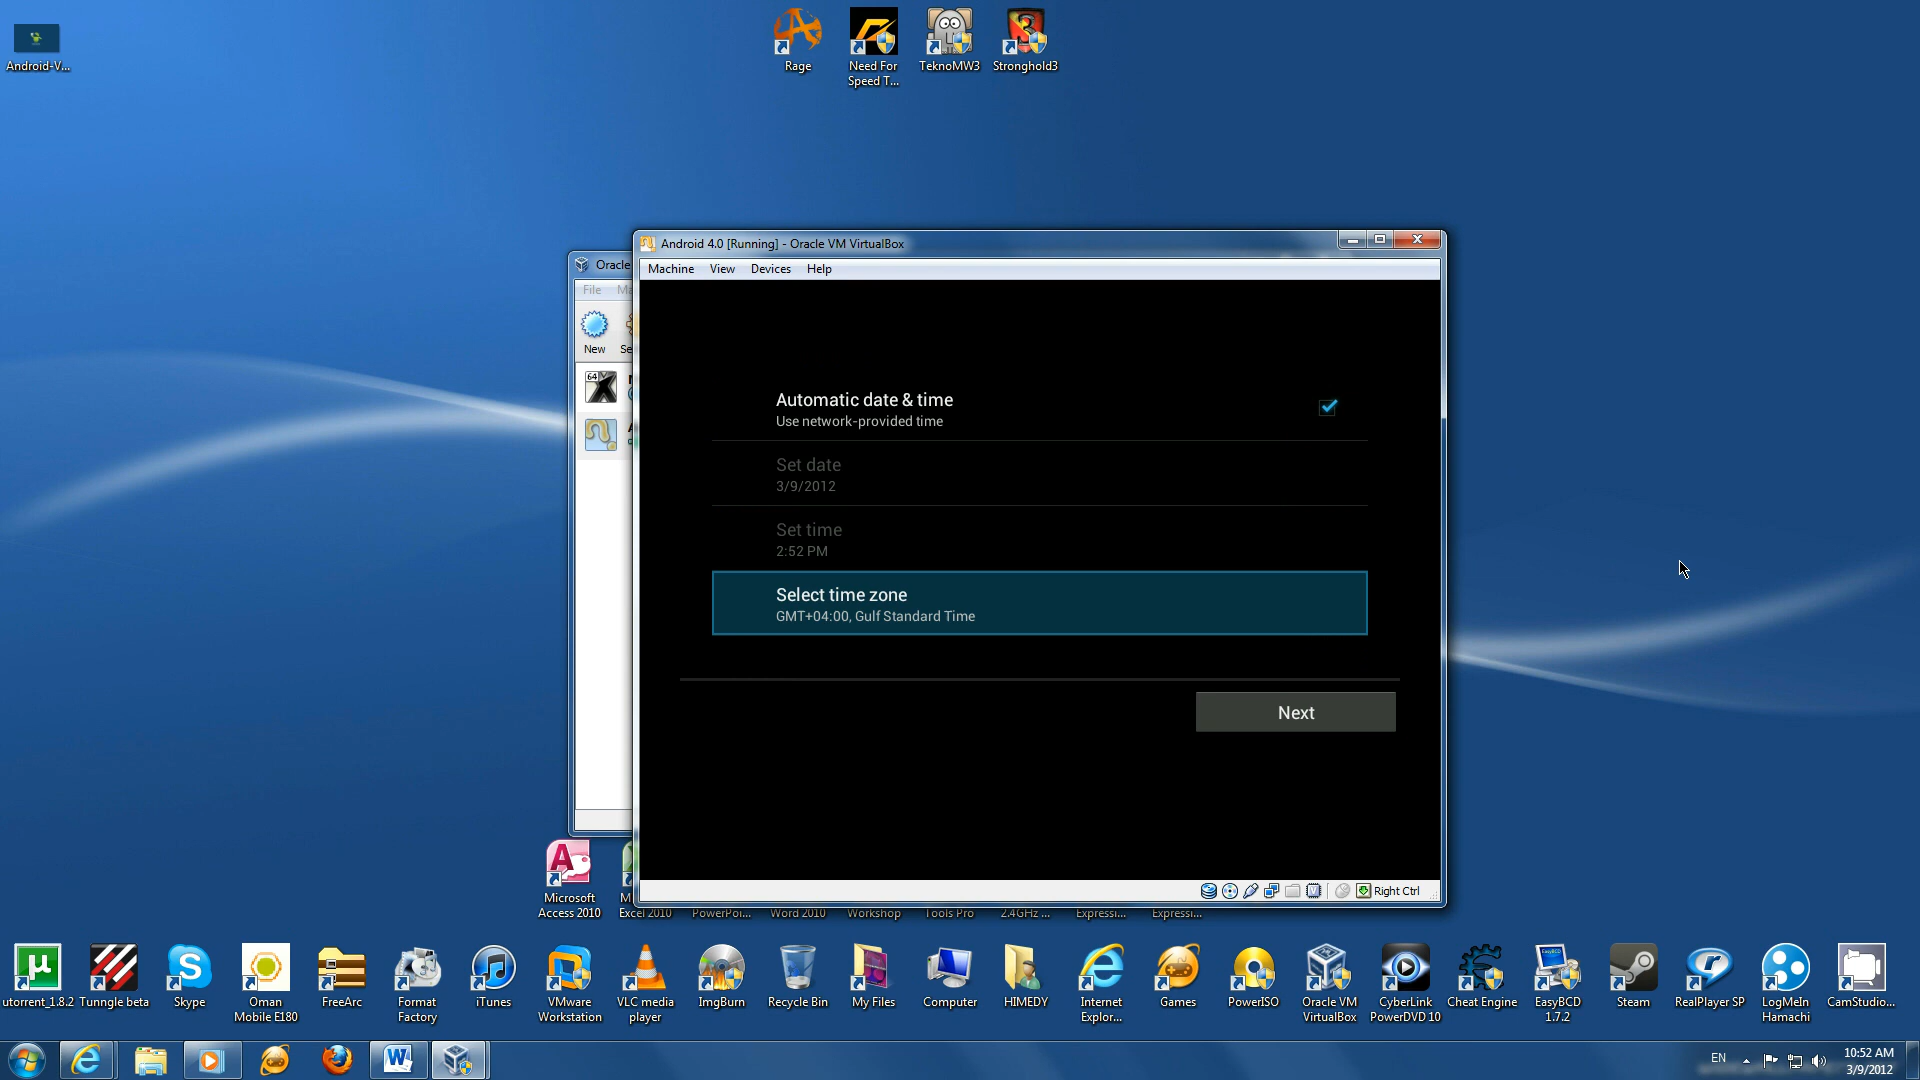 Android-V...
Rage
Need For
Speed T...
TeknoMW3
Stronghold3
Oracle
File
New
64
Android 4.0 [Running] - Oracle VM VirtualBox
Machine View Devices Help
Automatic date & time
Use network-provided time
Set date
3/9/2012
Set time
2:52 PM
Select time zone
GMT+04:00, Gulf Standard Time
Next
Right Ctrl
Microsoft
Access 2010
Excel 2010
PowerPoi...
Word 2010
Workshop
Tools Pro
2.4GHz ...
Expressi...
Expressi...
utorrent_1.8.2
Tunngle beta
Skype
Oman
Mobile E180
FreeArc
Format
Factory
iTunes
VMware
Workstation
VLC media
player
ImgBurn
Recycle Bin
My Files
Computer
HIMEDY
Internet
Explor...
Games
PowerISO
Oracle VM
VirtualBox
CyberLink
PowerDVD 10
Cheat Engine
EasyBCD
1.7.2
Steam
RealPlayer SP
LogMeIn
Hamachi
CamStudio...
EN
10:52 AM
3/9/2012